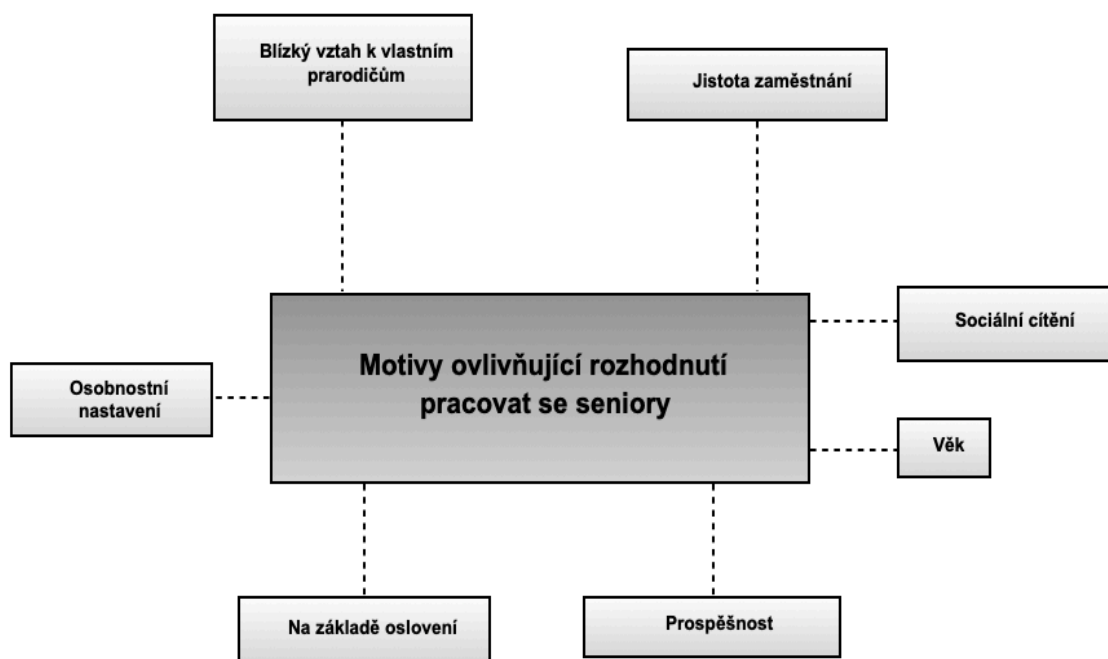 Blízký vztah k vlastním
prarodičům
Jistota zaměstnání
Sociální cítění
Motivy ovlivňující rozhodnutí
pracovat se seniory
Osobnostní
nastavení
Věk
Na základě oslovení
Prospěšnost